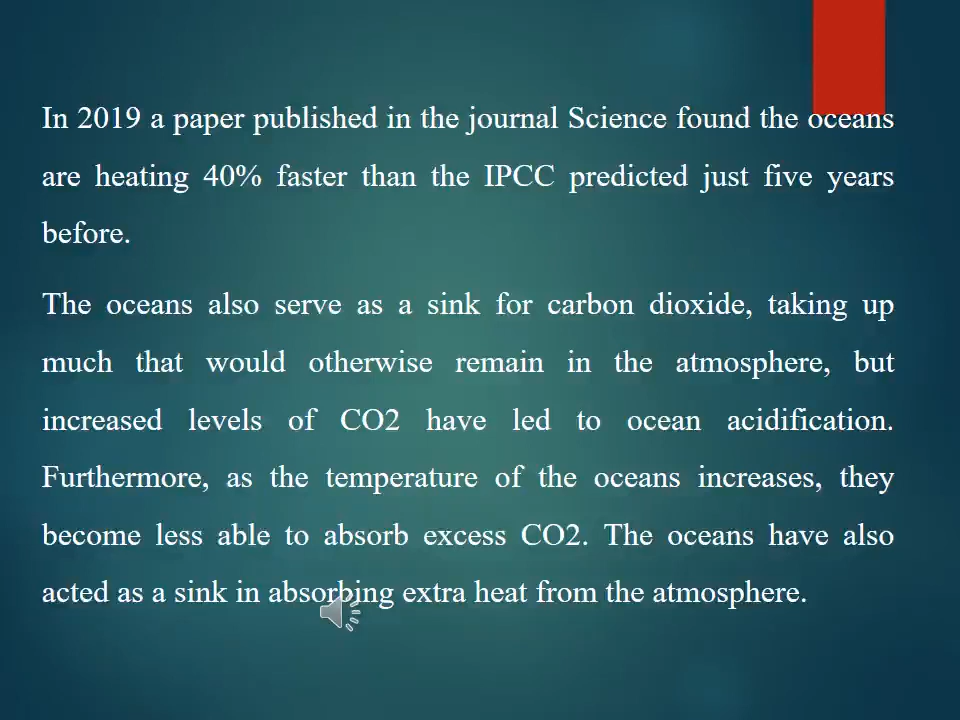 In 2019 a paper published in the journal Science found the oceans
are heating 40% faster than the IPCC predicted just five years
before.
The oceans also serve as a sink for carbon dioxide, taking up
much that would otherwise remain in the atmosphere, but
increased levels of CO2 have led to ocean acidification.
Furthermore, as the temperature of the oceans increases, they
become less able to absorb excess CO2. The oceans have also
acted as a sink in absorbing extra heat from the atmosphere.